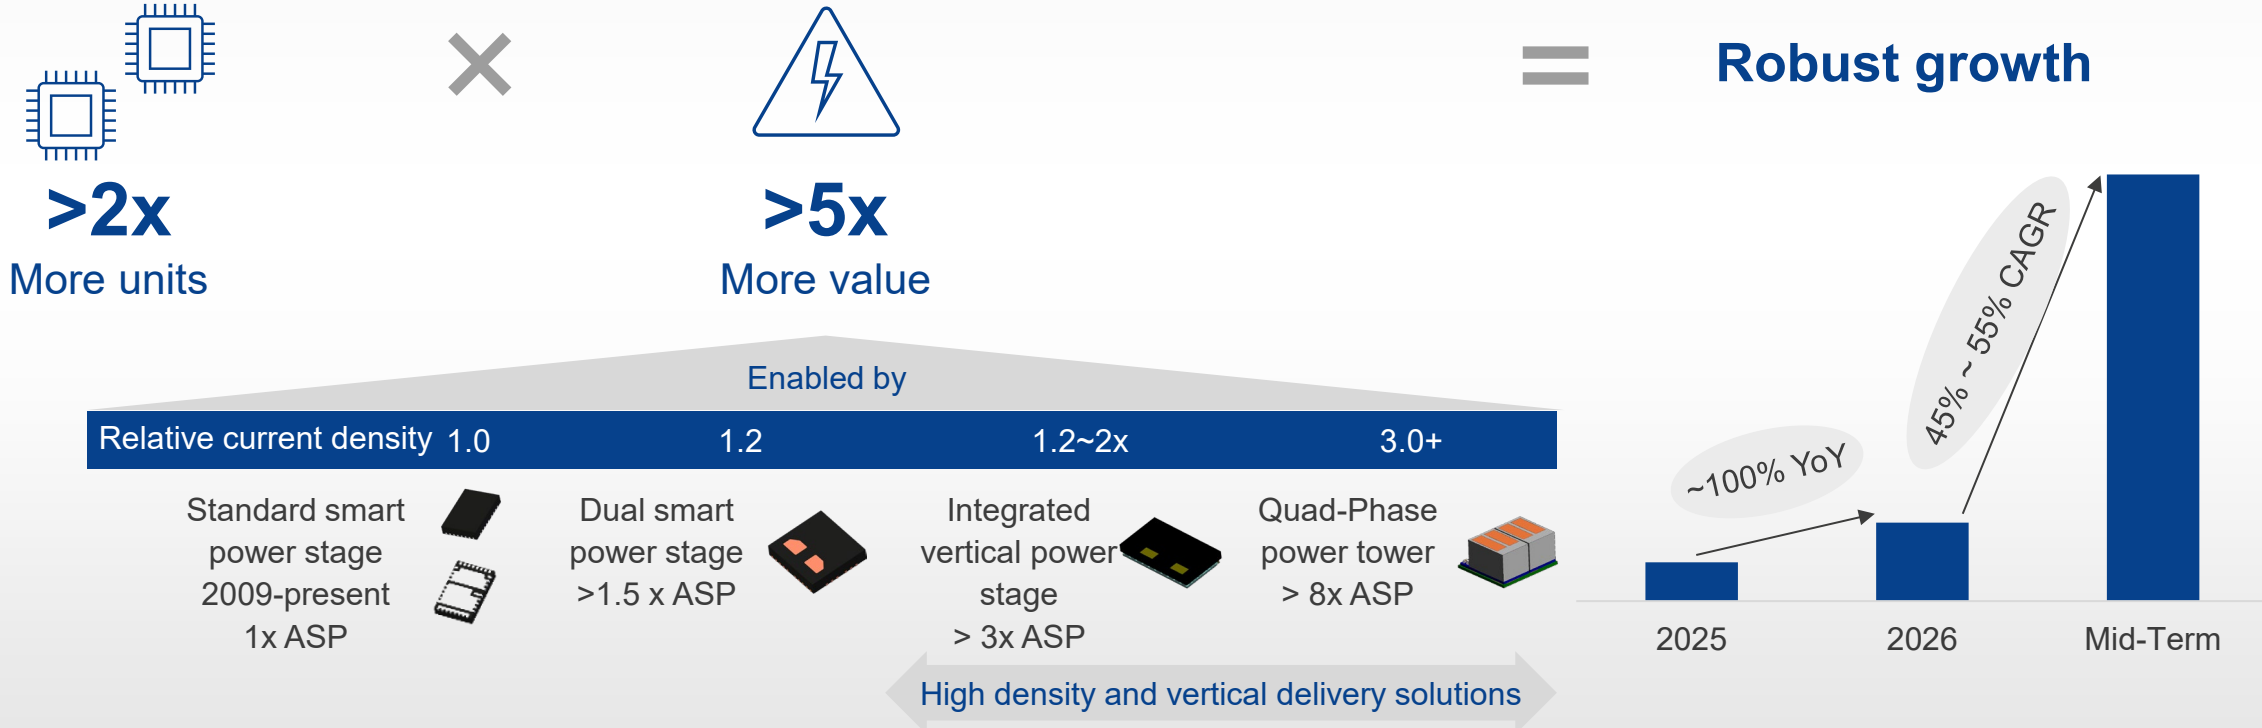 Robust growth
>2x
More units
>5x
More value
Enabled by
Relative current density 1.0 1.2 1.2~2x 3.0+
Standard smart
power stage
2009-present
1x ASP
Dual smart
power stage
>1.5 x ASP
Integrated
vertical power
stage
> 3x ASP
Quad-Phase
power tower
> 8x ASP
High density and vertical delivery solutions
~100% YoY
45% ~ 55% CAGR
2025
2026
Mid-Term